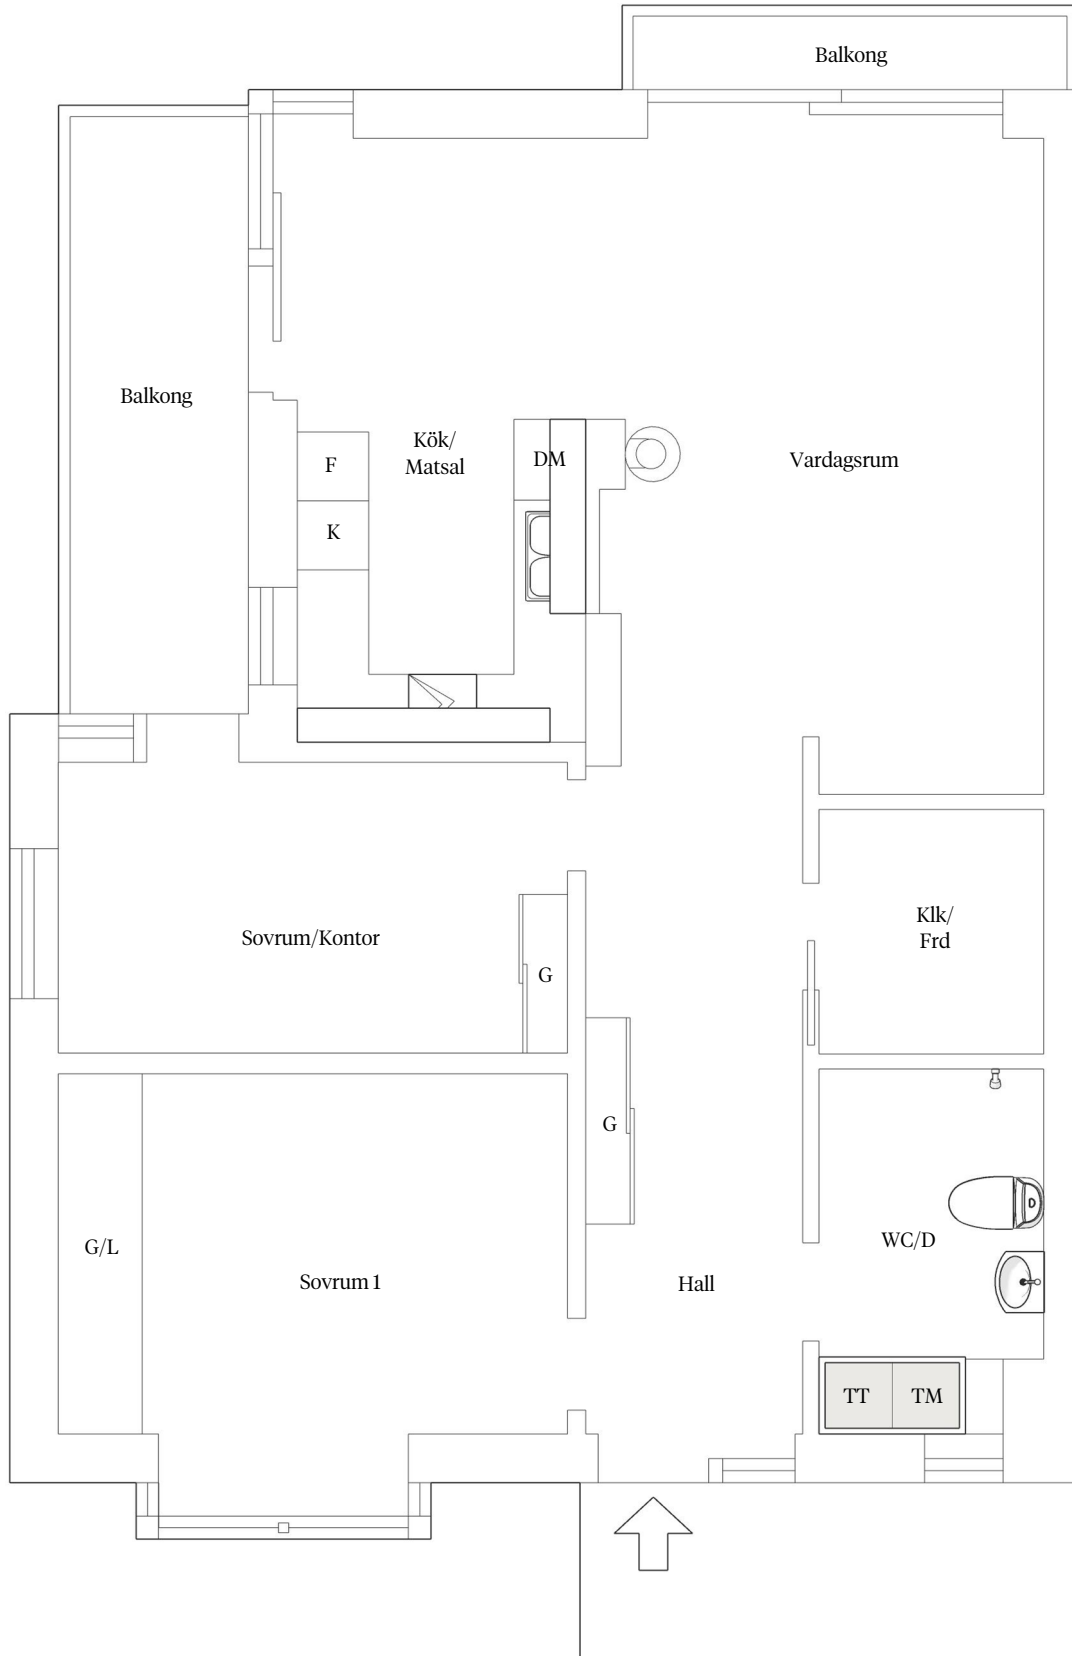 Balkong
Balkong
Kök/
Matsal
DM
Vardagsrum
F
K
Klk/
Frd
Sovrum/Kontor
G
G
WC/D
G/L
Sovrum 1
Hall
TT
TM